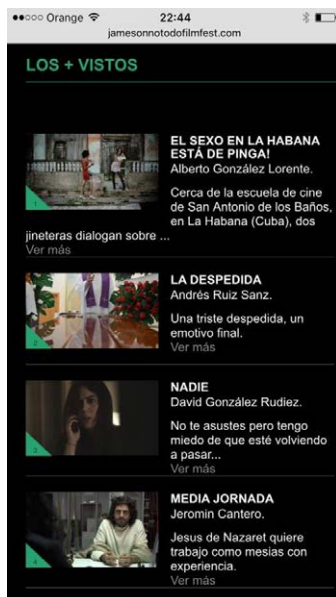 Orange 22:44
jamesonnotodofilmfest.com
LOS + VISTOS
1
EL SEXO EN LA HABANA
ESTÁ DE PINGA!
Alberto González Lorente.
Cerca de la escuela de cine
de San Antonio de los Baños,
en La Habana (Cuba), dos
jineteras dialogan sobre ...
Ver más
2
LA DESPEDIDA
Andrés Ruiz Sanz.
Una triste despedida, un
emotivo final.
Ver más
3
NADIE
David González Rudiez.
No te asustes pero tengo
miedo de que esté volviendo
a pasar...
Ver más
4
MEDIA JORNADA
Jeromin Cantero.
Jesus de Nazaret quiere
trabajo como mesias con
experiencia.
Ver más